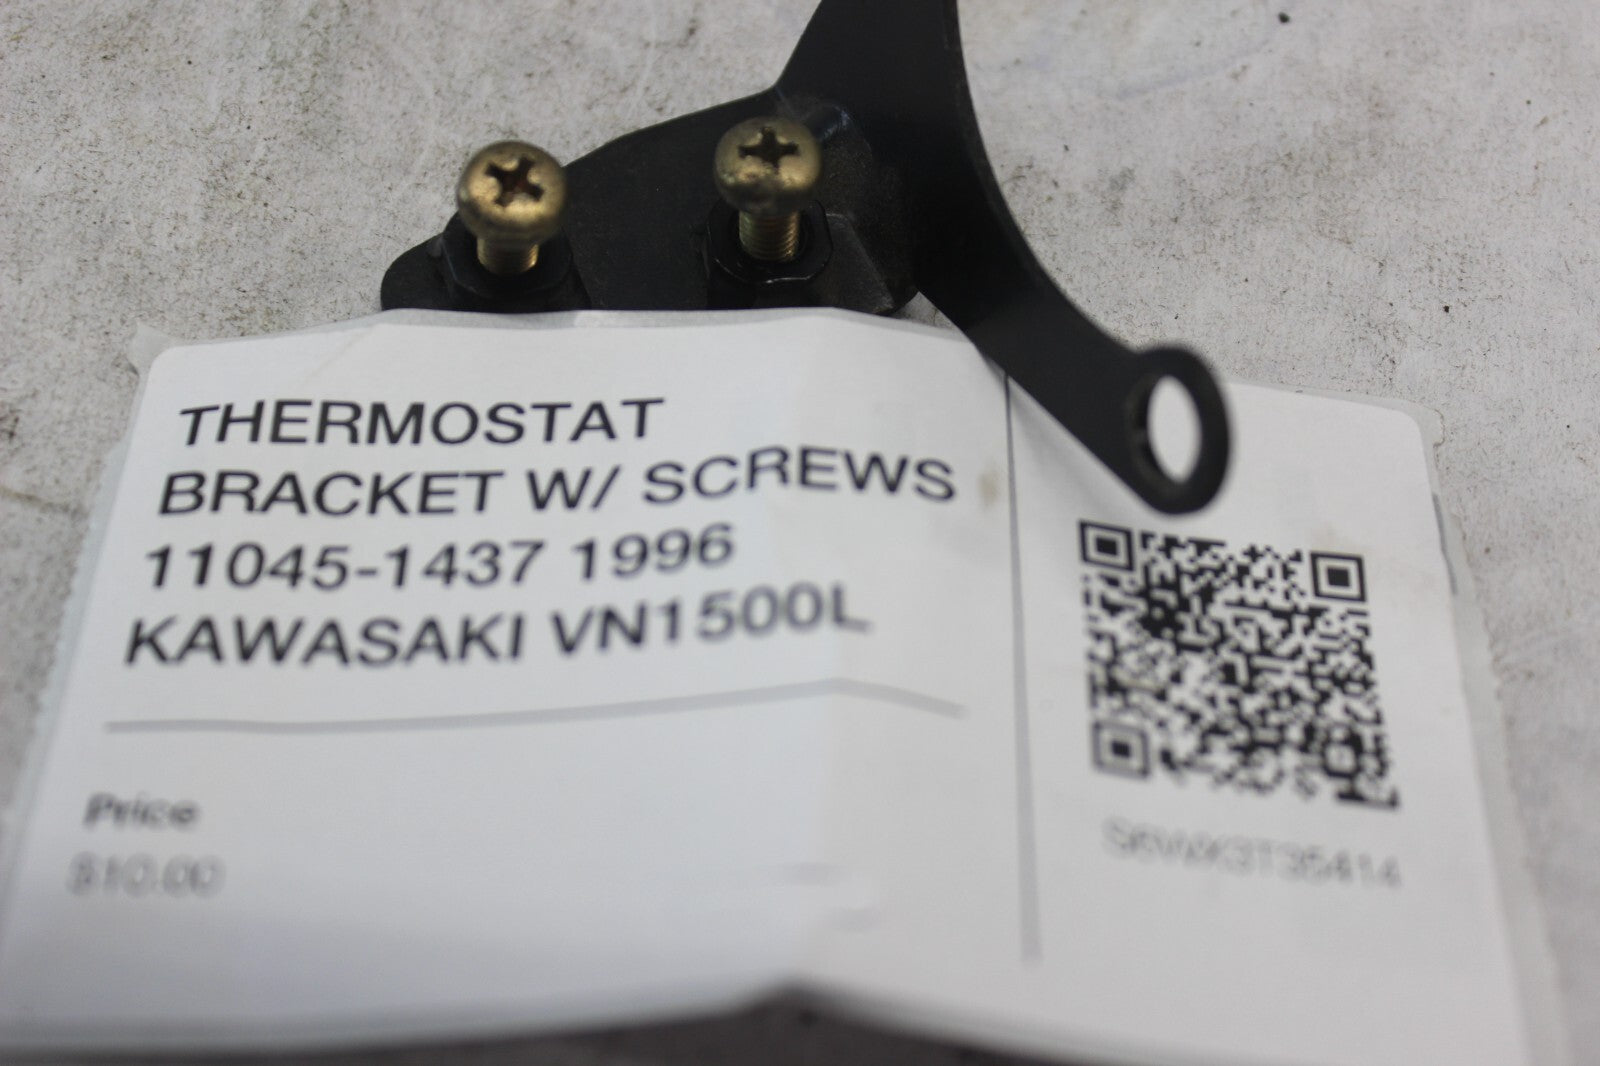 THERMOSTAT
BRACKET W/ SCREWS
11045-1437 1996
KAWASAKI VN1500L
Price
$10.00